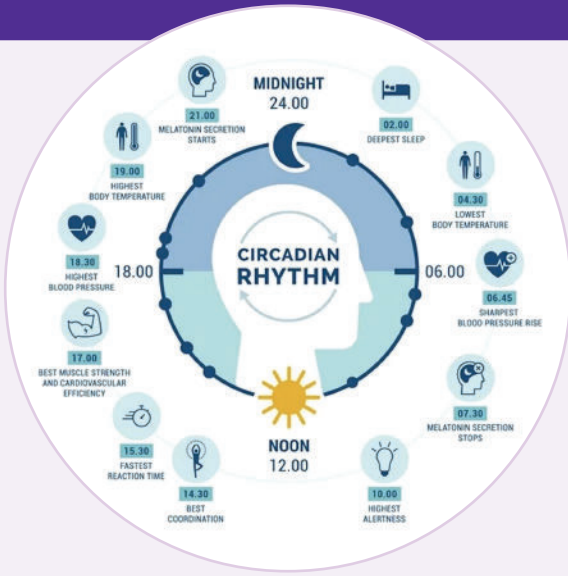 MIDNIGHT
24.00
02.00
DEEPEST SLEEP
04.30
LOWEST
BODY TEMPERATURE
06.00
06.45
SHARPEST
BLOOD PRESSURE RISE
07.30
MELATONIN SECRETION
STOPS
10.00
HIGHEST
ALERTNESS
NOON
12.00
14.30
BEST
COORDINATION
15.30
FASTEST
REACTION TIME
17.00
BEST MUSCLE STRENGTH
AND CARDIOVASCULAR
EFFICIENCY
18.00
18.30
HIGHEST
BLOOD PRESSURE
19.00
HIGHEST
BODY TEMPERATURE
21.00
MELATONIN SECRETION
STARTS
CIRCADIAN
RHYTHM